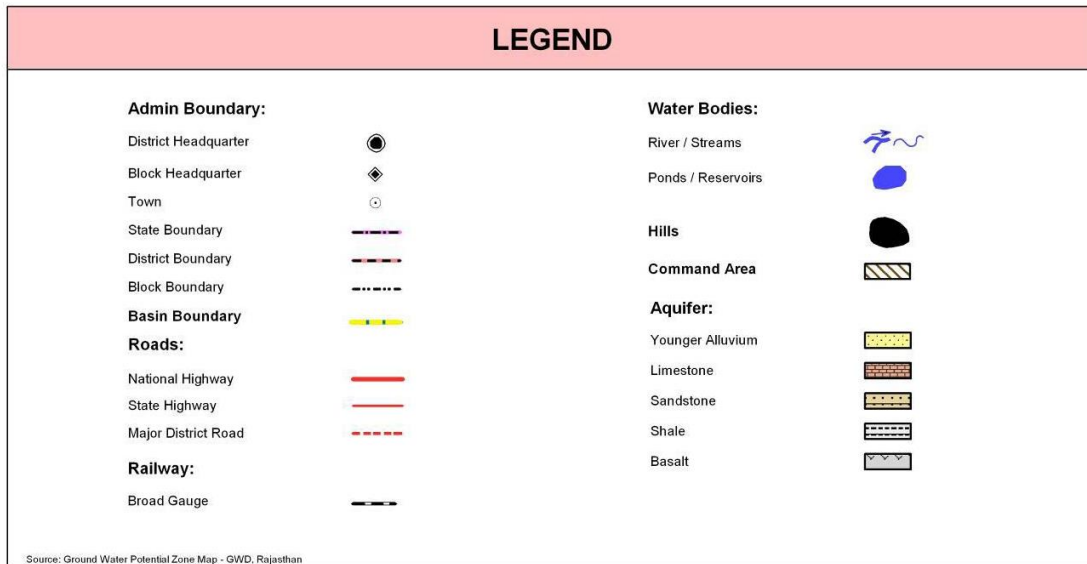 LEGEND
Admin Boundary:
District Headquarter
Block Headquarter
Town
State Boundary
District Boundary
Block Boundary
Basin Boundary
Roads:
National Highway
State Highway
Major District Road
Railway:
Broad Gauge
Water Bodies:
River / Streams
Ponds / Reservoirs
Hills
Command Area
Aquifer:
Younger Alluvium
Limestone
Sandstone
Shale
Basalt
Source: Ground Water Potential Zone Map - GWD, Rajasthan